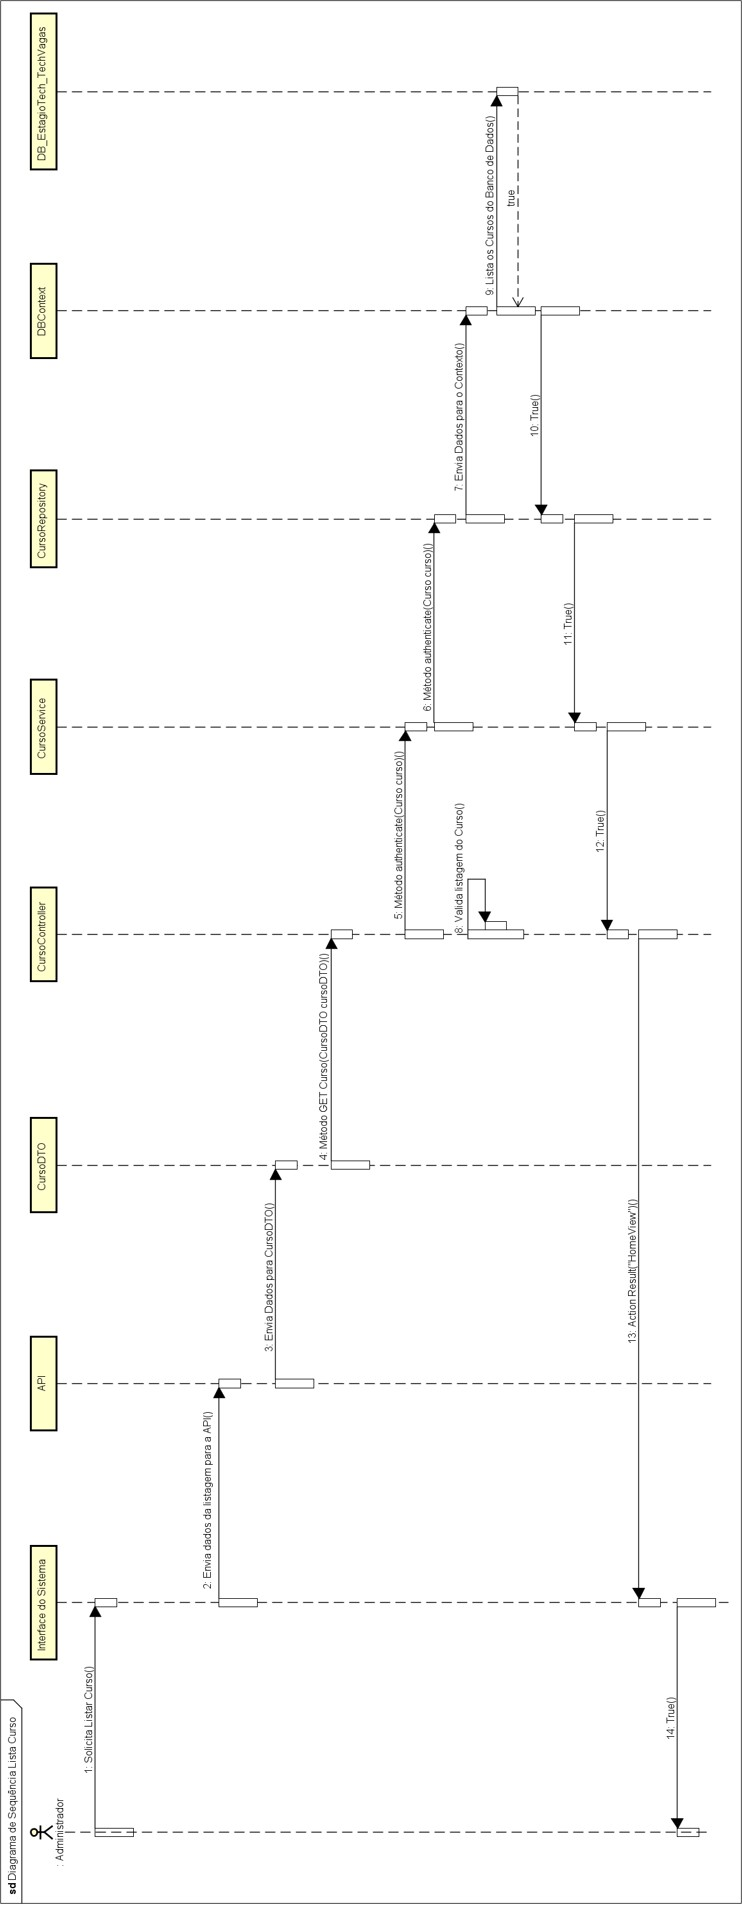 sd Diagrama de Sequência Lista Curso
: Administrador
Interface do Sistema
API
CursoDTO
CursoController
CursoService
CursoRepository
DBContext
DB_EstagioTech_TechVagas
1: Solicita Listar Curso()
2: Envia dados da listagem para a API()
3: Envia Dados para CursoDTO()
4: Método GET Curso(CursoDTO cursoDTO)()
5: Método authenticate(Curso curso)()
6: Método authenticate(Curso curso)()
7: Envia Dados para o Contexto()
8: Valida listagem do Curso()
9: Lista os Cursos do Banco de Dados()
true
10: True()
11: True()
12: True()
13: Action Result("HomeView")()
14: True()